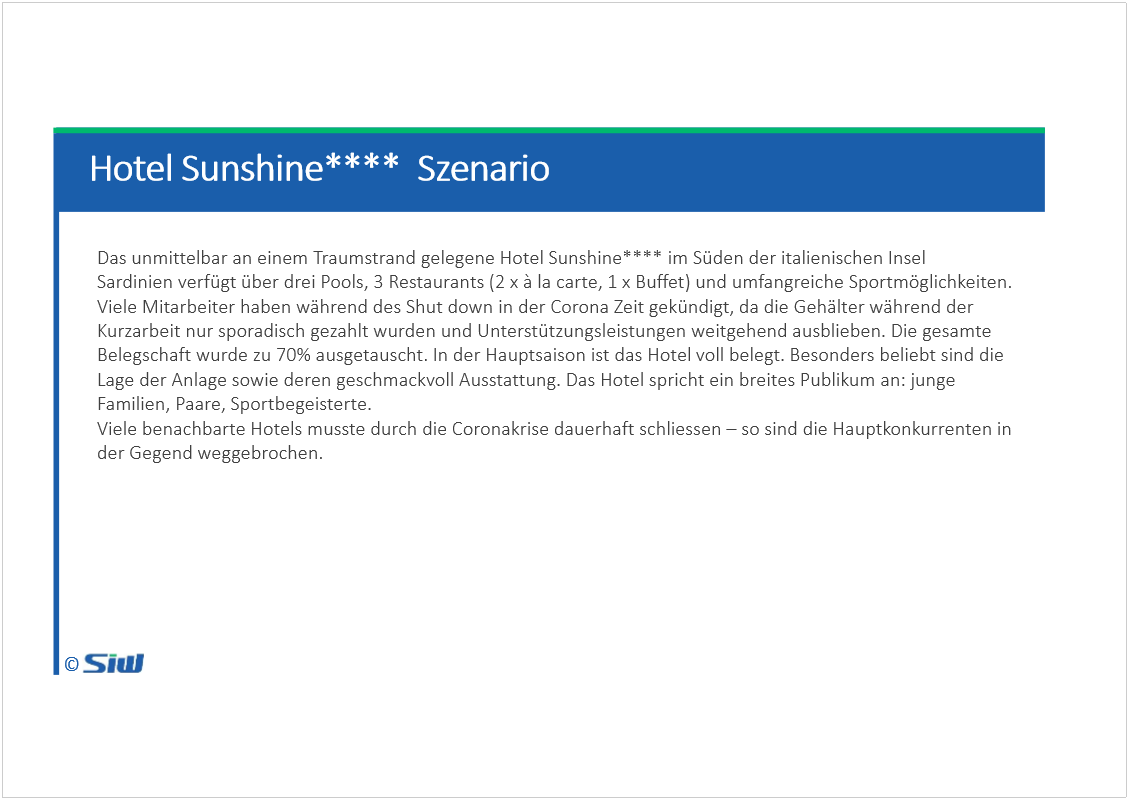 Hotel Sunshine**** Szenario
Das unmittelbar an einem Traumstrand gelegene Hotel Sunshine**** im Süden der italienischen Insel
Sardinien verfügt über drei Pools, 3 Restaurants (2 x à la carte, 1 x Buffet) und umfangreiche Sportmöglichkeiten.
Viele Mitarbeiter haben während des Shut down in der Corona Zeit gekündigt, da die Gehälter während der
Kurzarbeit nur sporadisch gezahlt wurden und Unterstützungsleistungen weitgehend ausblieben. Die gesamte
Belegschaft wurde zu 70% ausgetauscht. In der Hauptsaison ist das Hotel voll belegt. Besonders beliebt sind die
Lage der Anlage sowie deren geschmackvoll Ausstattung. Das Hotel spricht ein breites Publikum an: junge
Familien, Paare, Sportbegeisterte.
Viele benachbarte Hotels musste durch die Coronakrise dauerhaft schliessen – so sind die Hauptkonkurrenten in
der Gegend weggebrochen.
© SiW